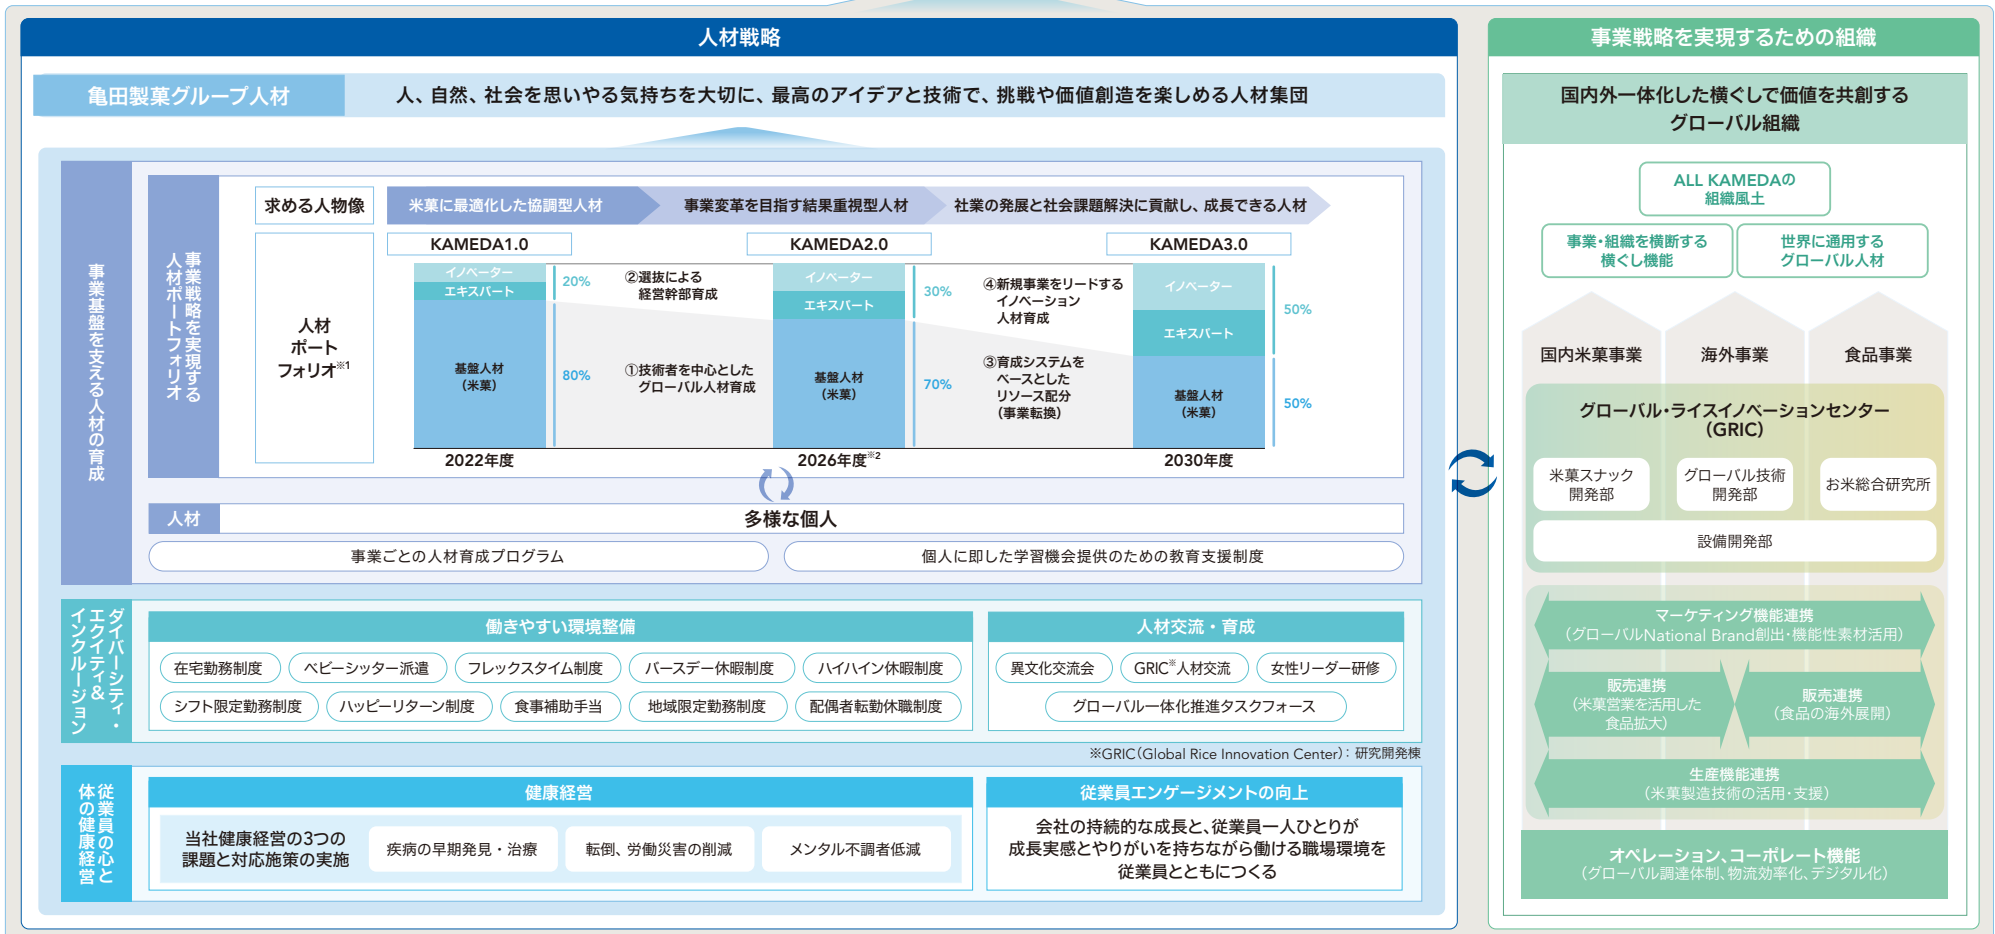 人材戦略
亀田製菓グループ人材
人、自然、社会を思いやる気持ちを大切に、最高のアイデアと技術で、挑戦や価値創造を楽しめる人材集団
事業基盤を支える人材の育成
事業戦略を実現する
人材ポートフォリオ
求める人物像
米菓に最適化した協調型人材
事業変革を目指す結果重視型人材
社業の発展と社会課題解決に貢献し、成長できる人材
人材
ポート
フォリオ※1
KAMEDA1.0
KAMEDA2.0
KAMEDA3.0
イノベーター
エキスパート
20%
基盤人材
（米菓）
80%
2022年度
②選抜による
経営幹部育成
①技術者を中心とした
グローバル人材育成
イノベーター
エキスパート
30%
基盤人材
（米菓）
70%
2026年度※2
④新規事業をリードする
イノベーション
人材育成
③育成システムを
ベースとした
リソース配分
（事業転換）
イノベーター
エキスパート
50%
基盤人材
（米菓）
50%
2030年度
人材
多様な個人
事業ごとの人材育成プログラム
個人に即した学習機会提供のための教育支援制度
ダイバーシティ・
エクイティ＆
インクルージョン
働きやすい環境整備
在宅勤務制度
ベビーシッター派遣
フレックスタイム制度
バースデー休暇制度
ハイハイン休暇制度
シフト限定勤務制度
ハッピーリターン制度
食事補助手当
地域限定勤務制度
配偶者転勤休職制度
人材交流・育成
異文化交流会
GRIC※人材交流
女性リーダー研修
グローバル一体化推進タスクフォース
※GRIC（Global Rice Innovation Center）：研究開発棟
従業員の心と
体の健康経営
健康経営
当社健康経営の3つの
課題と対応施策の実施
疾病の早期発見・治療
転倒、労働災害の削減
メンタル不調者低減
従業員エンゲージメントの向上
会社の持続的な成長と、従業員一人ひとりが
成長実感とやりがいを持ちながら働ける職場環境を
従業員とともにつくる
事業戦略を実現するための組織
国内外一体化した横ぐしで価値を共創する
グローバル組織
ALL KAMEDAの
組織風土
事業・組織を横断する
横ぐし機能
世界に通用する
グローバル人材
国内米菓事業
海外事業
食品事業
グローバル・ライスイノベーションセンター
（GRIC）
米菓スナック
開発部
グローバル技術
開発部
お米総合研究所
設備開発部
マーケティング機能連携
（グローバルNational Brand創出・機能性素材活用）
販売連携
（米菓営業を活用した
食品拡大）
販売連携
（食品の海外展開）
生産機能連携
（米菓製造技術の活用・支援）
オペレーション、コーポレート機能
（グローバル調達体制、物流効率化、デジタル化）